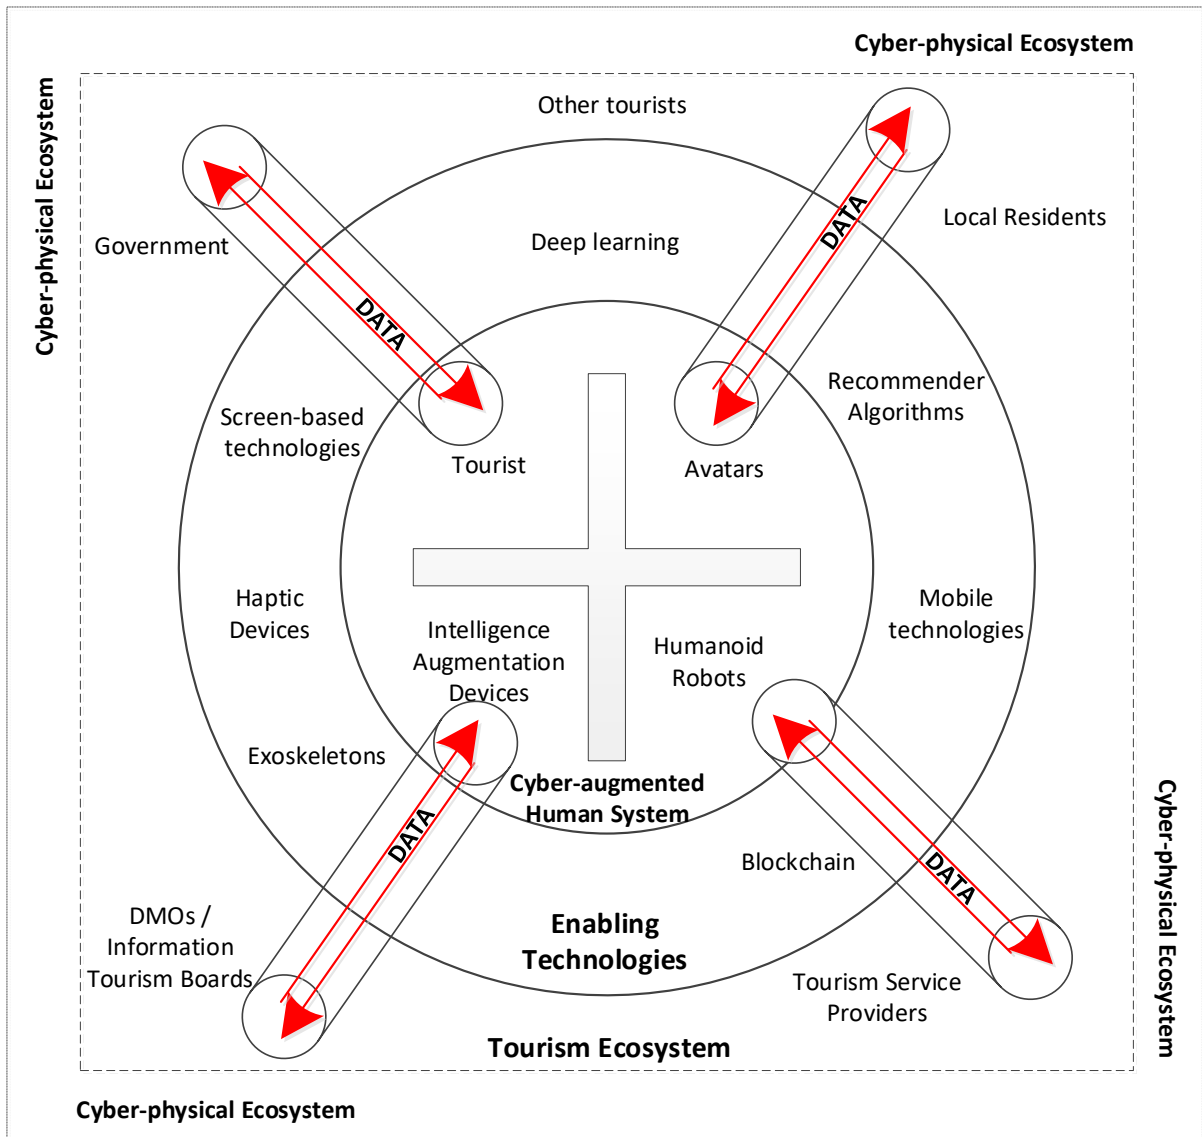 Cyber-physical Ecosystem
Cyber-physical Ecosystem
Other tourists
Government
Local Residents
DATA
DATA
Deep learning
Screen-based
technologies
Recommender
Algorithms
Tourist
Avatars
Haptic
Devices
Intelligence
Augmentation
Devices
Humanoid
Robots
Mobile
technologies
Exoskeletons
Cyber-augmented
Human System
DATA
Blockchain
DATA
DMOs /
Information
Tourism Boards
Enabling
Technologies
Tourism Service
Providers
Tourism Ecosystem
Cyber-physical Ecosystem
Cyber-physical Ecosystem